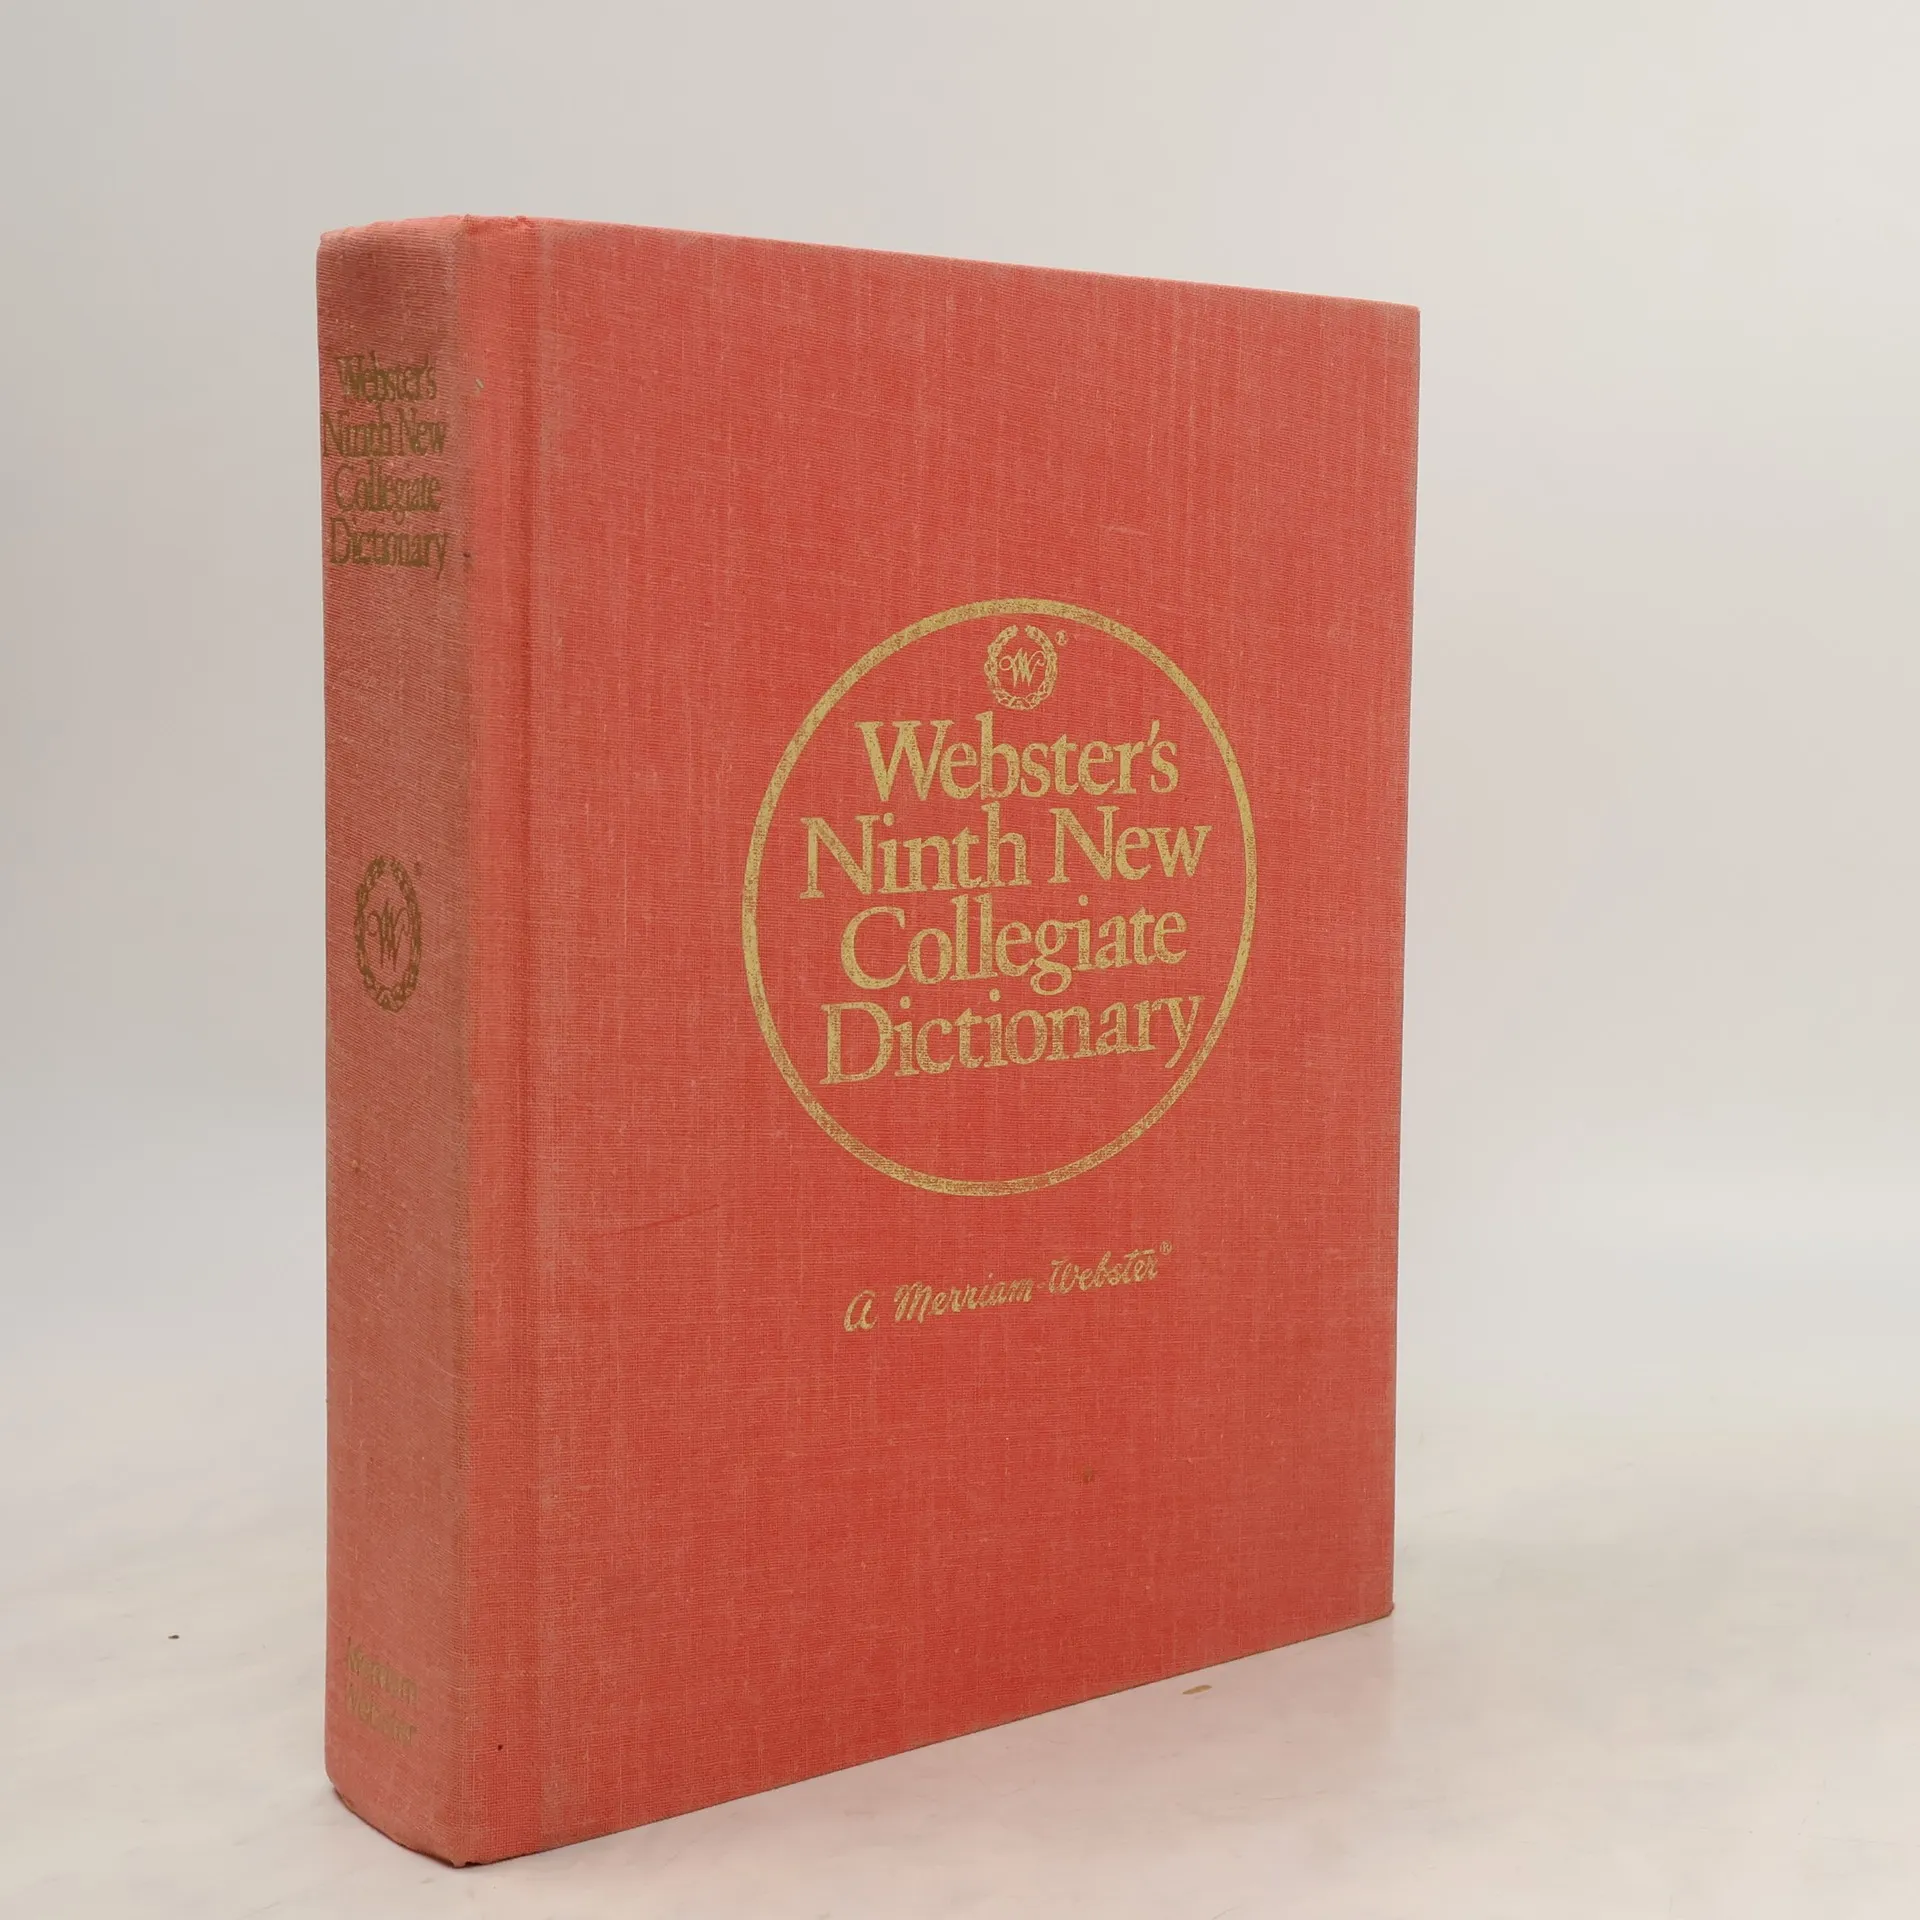 Webster's
Ninth New
Collegiate
Dictionary
W®
Merriam
Webster
W®
Webster's
Ninth New
Collegiate
Dictionary
A Merriam-Webster®